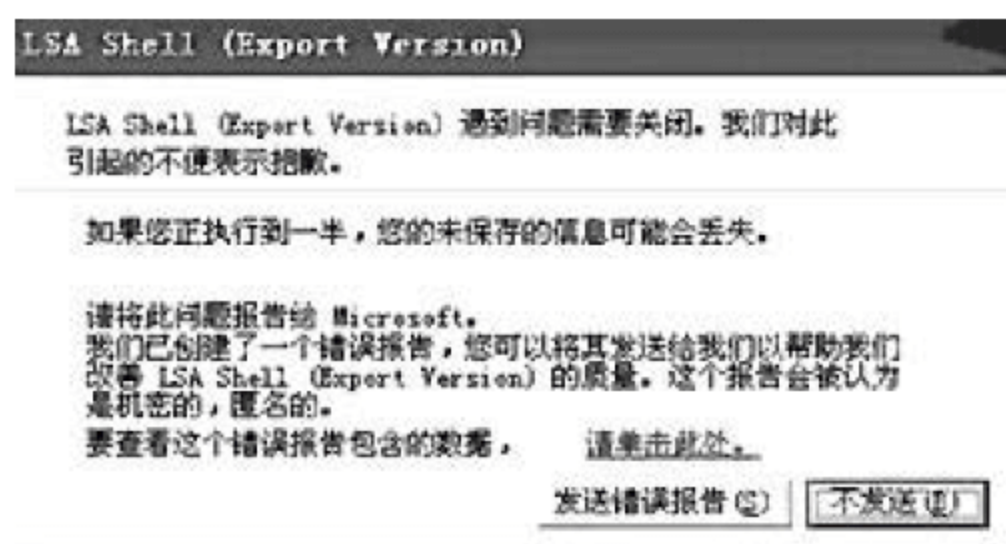 LSA Shell (Export Version)
LSA Shell (Export Version) 遇到问题需要关闭。我们对此
引起的不便表示抱歉。
如果您正执行到一半，您的未保存的信息可能会丢失。
请将此问题报告给 Microsoft。
我们已创建了一个错误报告，您可以将其发送给我们以帮助我们
改善 LSA Shell (Export Version) 的质量。这个报告会被认为
是机密的，匿名的。
要查看这个错误报告包含的数据， 请单击此处。
发送错误报告(S) 不发送(D)